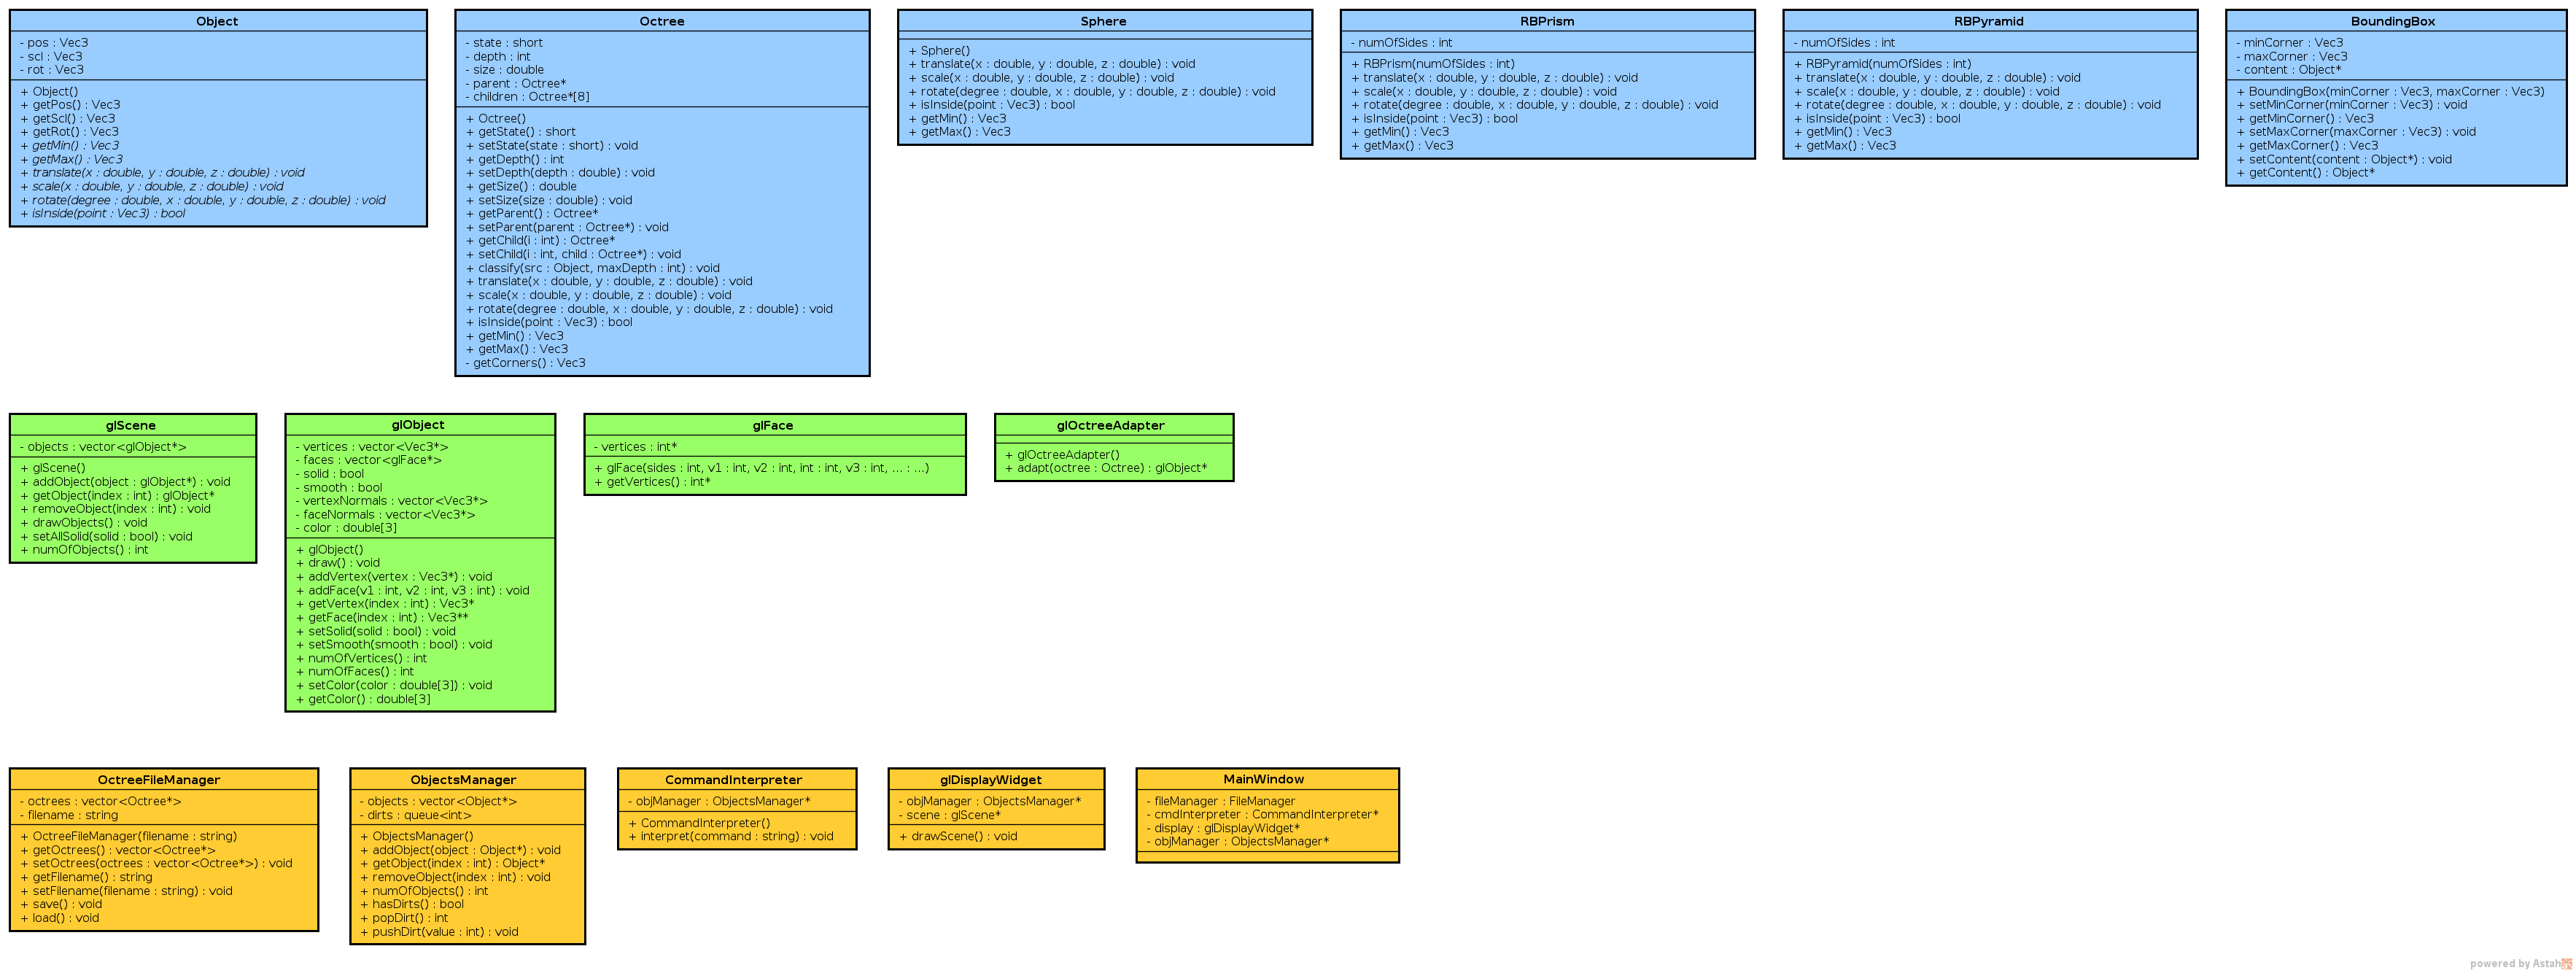 Object
- pos : Vec3
- scl : Vec3
- rot : Vec3
+ Object()
+ getPos() : Vec3
+ getScl() : Vec3
+ getRot() : Vec3
+ getMin() : Vec3
+ getMax() : Vec3
+ translate(x : double, y : double, z : double) : void
+ scale(x : double, y : double, z : double) : void
+ rotate(degree : double, x : double, y : double, z : double) : void
+ isInside(point : Vec3) : bool
Octree
- state : short
- depth : int
- size : double
- parent : Octree*
- children : Octree*[8]
+ Octree()
+ getState() : short
+ setState(state : short) : void
+ getDepth() : int
+ setDepth(depth : double) : void
+ getSize() : double
+ setSize(size : double) : void
+ getParent() : Octree*
+ setParent(parent : Octree*) : void
+ getChild(i : int) : Octree*
+ setChild(i : int, child : Octree*) : void
+ classify(src : Object, maxDepth : int) : void
+ translate(x : double, y : double, z : double) : void
+ scale(x : double, y : double, z : double) : void
+ rotate(degree : double, x : double, y : double, z : double) : void
+ isInside(point : Vec3) : bool
+ getMin() : Vec3
+ getMax() : Vec3
- getCorners() : Vec3
Sphere
+ Sphere()
+ translate(x : double, y : double, z : double) : void
+ scale(x : double, y : double, z : double) : void
+ rotate(degree : double, x : double, y : double, z : double) : void
+ isInside(point : Vec3) : bool
+ getMin() : Vec3
+ getMax() : Vec3
RBPrism
- numOfSides : int
+ RBPrism(numOfSides : int)
+ translate(x : double, y : double, z : double) : void
+ scale(x : double, y : double, z : double) : void
+ rotate(degree : double, x : double, y : double, z : double) : void
+ isInside(point : Vec3) : bool
+ getMin() : Vec3
+ getMax() : Vec3
RBPyramid
- numOfSides : int
+ RBPyramid(numOfSides : int)
+ translate(x : double, y : double, z : double) : void
+ scale(x : double, y : double, z : double) : void
+ rotate(degree : double, x : double, y : double, z : double) : void
+ isInside(point : Vec3) : bool
+ getMin() : Vec3
+ getMax() : Vec3
BoundingBox
- minCorner : Vec3
- maxCorner : Vec3
- content : Object*
+ BoundingBox(minCorner : Vec3, maxCorner : Vec3)
+ setMinCorner(minCorner : Vec3) : void
+ getMinCorner() : Vec3
+ setMaxCorner(maxCorner : Vec3) : void
+ getMaxCorner() : Vec3
+ setContent(content : Object*) : void
+ getContent() : Object*
glScene
- objects : vector<glObject*>
+ glScene()
+ addObject(object : glObject*) : void
+ getObject(index : int) : glObject*
+ removeObject(index : int) : void
+ drawObjects() : void
+ setAllSolid(solid : bool) : void
+ numOfObjects() : int
glObject
- vertices : vector<Vec3*>
- faces : vector<glFace*>
- solid : bool
- smooth : bool
- vertexNormals : vector<Vec3*>
- faceNormals : vector<Vec3*>
- color : double[3]
+ glObject()
+ draw() : void
+ addVertex(vertex : Vec3*) : void
+ addFace(v1 : int, v2 : int, v3 : int) : void
+ getVertex(index : int) : Vec3*
+ getFace(index : int) : Vec3**
+ setSolid(solid : bool) : void
+ setSmooth(smooth : bool) : void
+ numOfVertices() : int
+ numOfFaces() : int
+ setColor(color : double[3]) : void
+ getColor() : double[3]
glFace
- vertices : int*
+ glFace(sides : int, v1 : int, v2 : int, int : int, v3 : int, ... : ...)
+ getVertices() : int*
glOctreeAdapter
+ glOctreeAdapter()
+ adapt(octree : Octree) : glObject*
OctreeFileManager
- octrees : vector<Octree*>
- filename : string
+ OctreeFileManager(filename : string)
+ getOctrees() : vector<Octree*>
+ setOctrees(octrees : vector<Octree*>) : void
+ getFilename() : string
+ setFilename(filename : string) : void
+ save() : void
+ load() : void
ObjectsManager
- objects : vector<Object*>
- dirts : queue<int>
+ ObjectsManager()
+ addObject(object : Object*) : void
+ getObject(index : int) : Object*
+ removeObject(index : int) : void
+ numOfObjects() : int
+ hasDirts() : bool
+ popDirt() : int
+ pushDirt(value : int) : void
CommandInterpreter
- objManager : ObjectsManager*
+ CommandInterpreter()
+ interpret(command : string) : void
glDisplayWidget
- objManager : ObjectsManager*
- scene : glScene*
+ drawScene() : void
MainWindow
- fileManager : FileManager
- cmdInterpreter : CommandInterpreter*
- display : glDisplayWidget*
- objManager : ObjectsManager*
powered by Astah